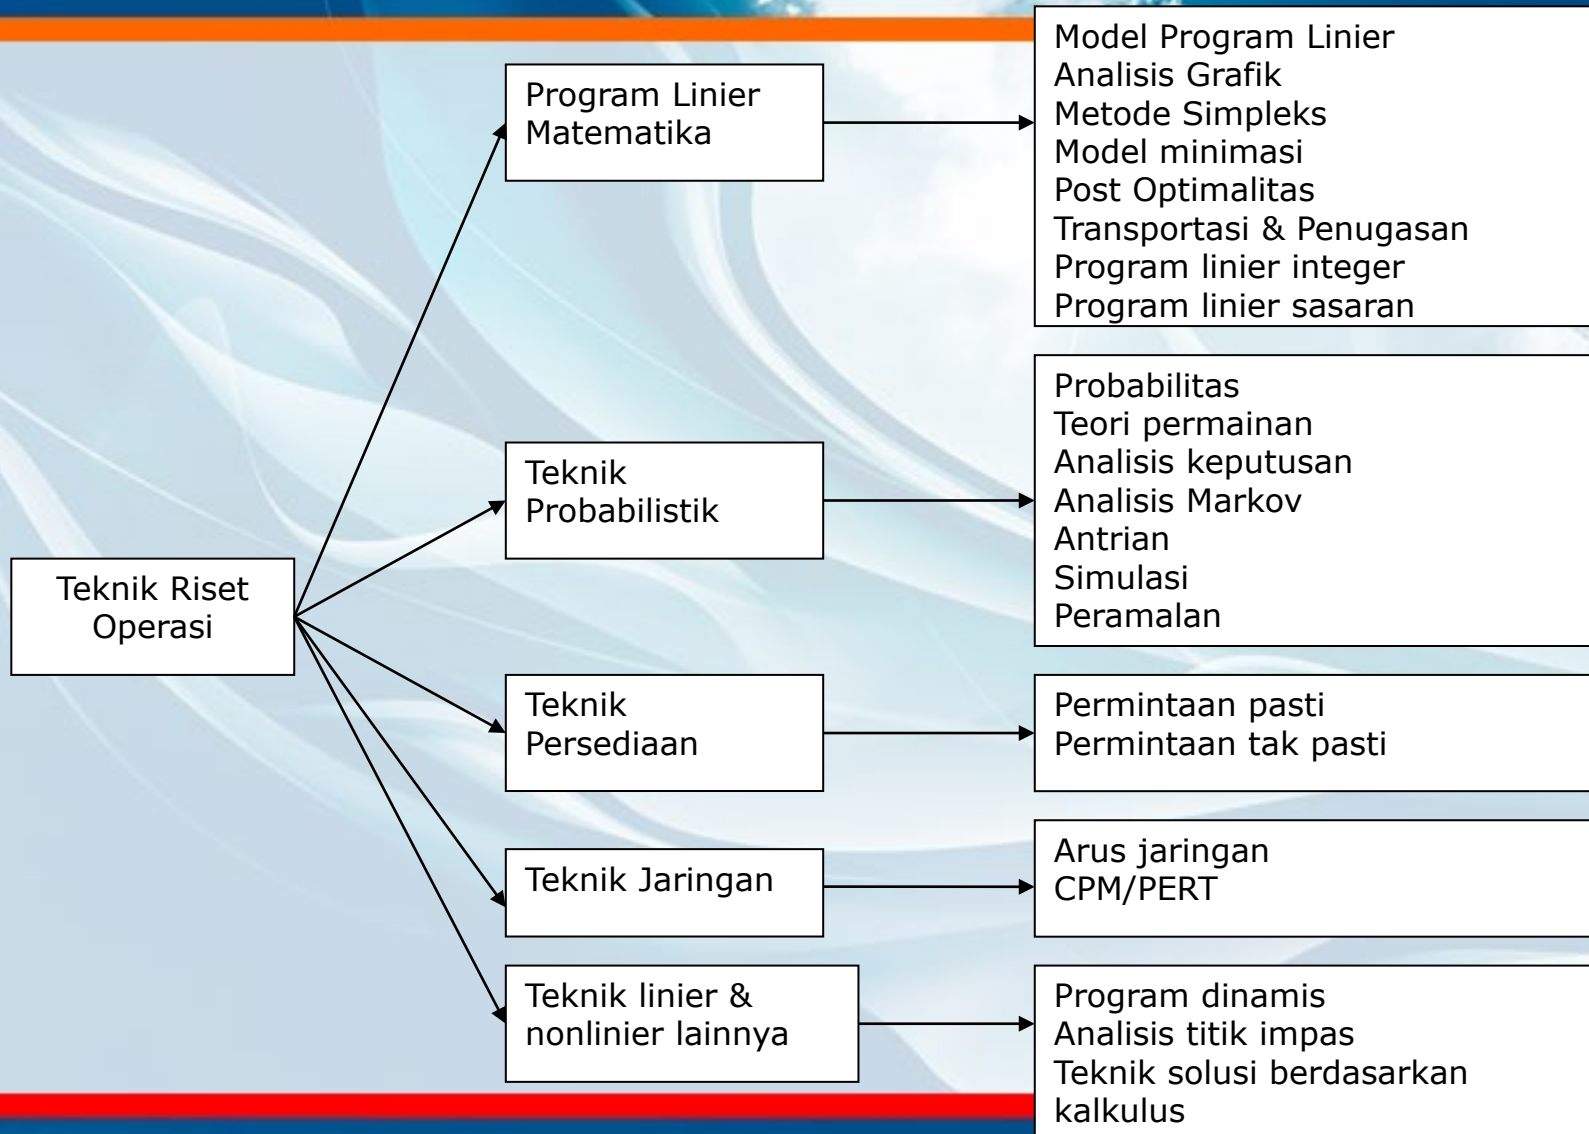 Teknik Riset
Operasi
Program Linier
Matematika
Model Program Linier
Analisis Grafik
Metode Simpleks
Model minimasi
Post Optimalitas
Transportasi & Penugasan
Program linier integer
Program linier sasaran
Teknik
Probabilistik
Probabilitas
Teori permainan
Analisis keputusan
Analisis Markov
Antrian
Simulasi
Peramalan
Teknik
Persediaan
Permintaan pasti
Permintaan tak pasti
Teknik Jaringan
Arus jaringan
CPM/PERT
Teknik linier &
nonlinier lainnya
Program dinamis
Analisis titik impas
Teknik solusi berdasarkan
kalkulus